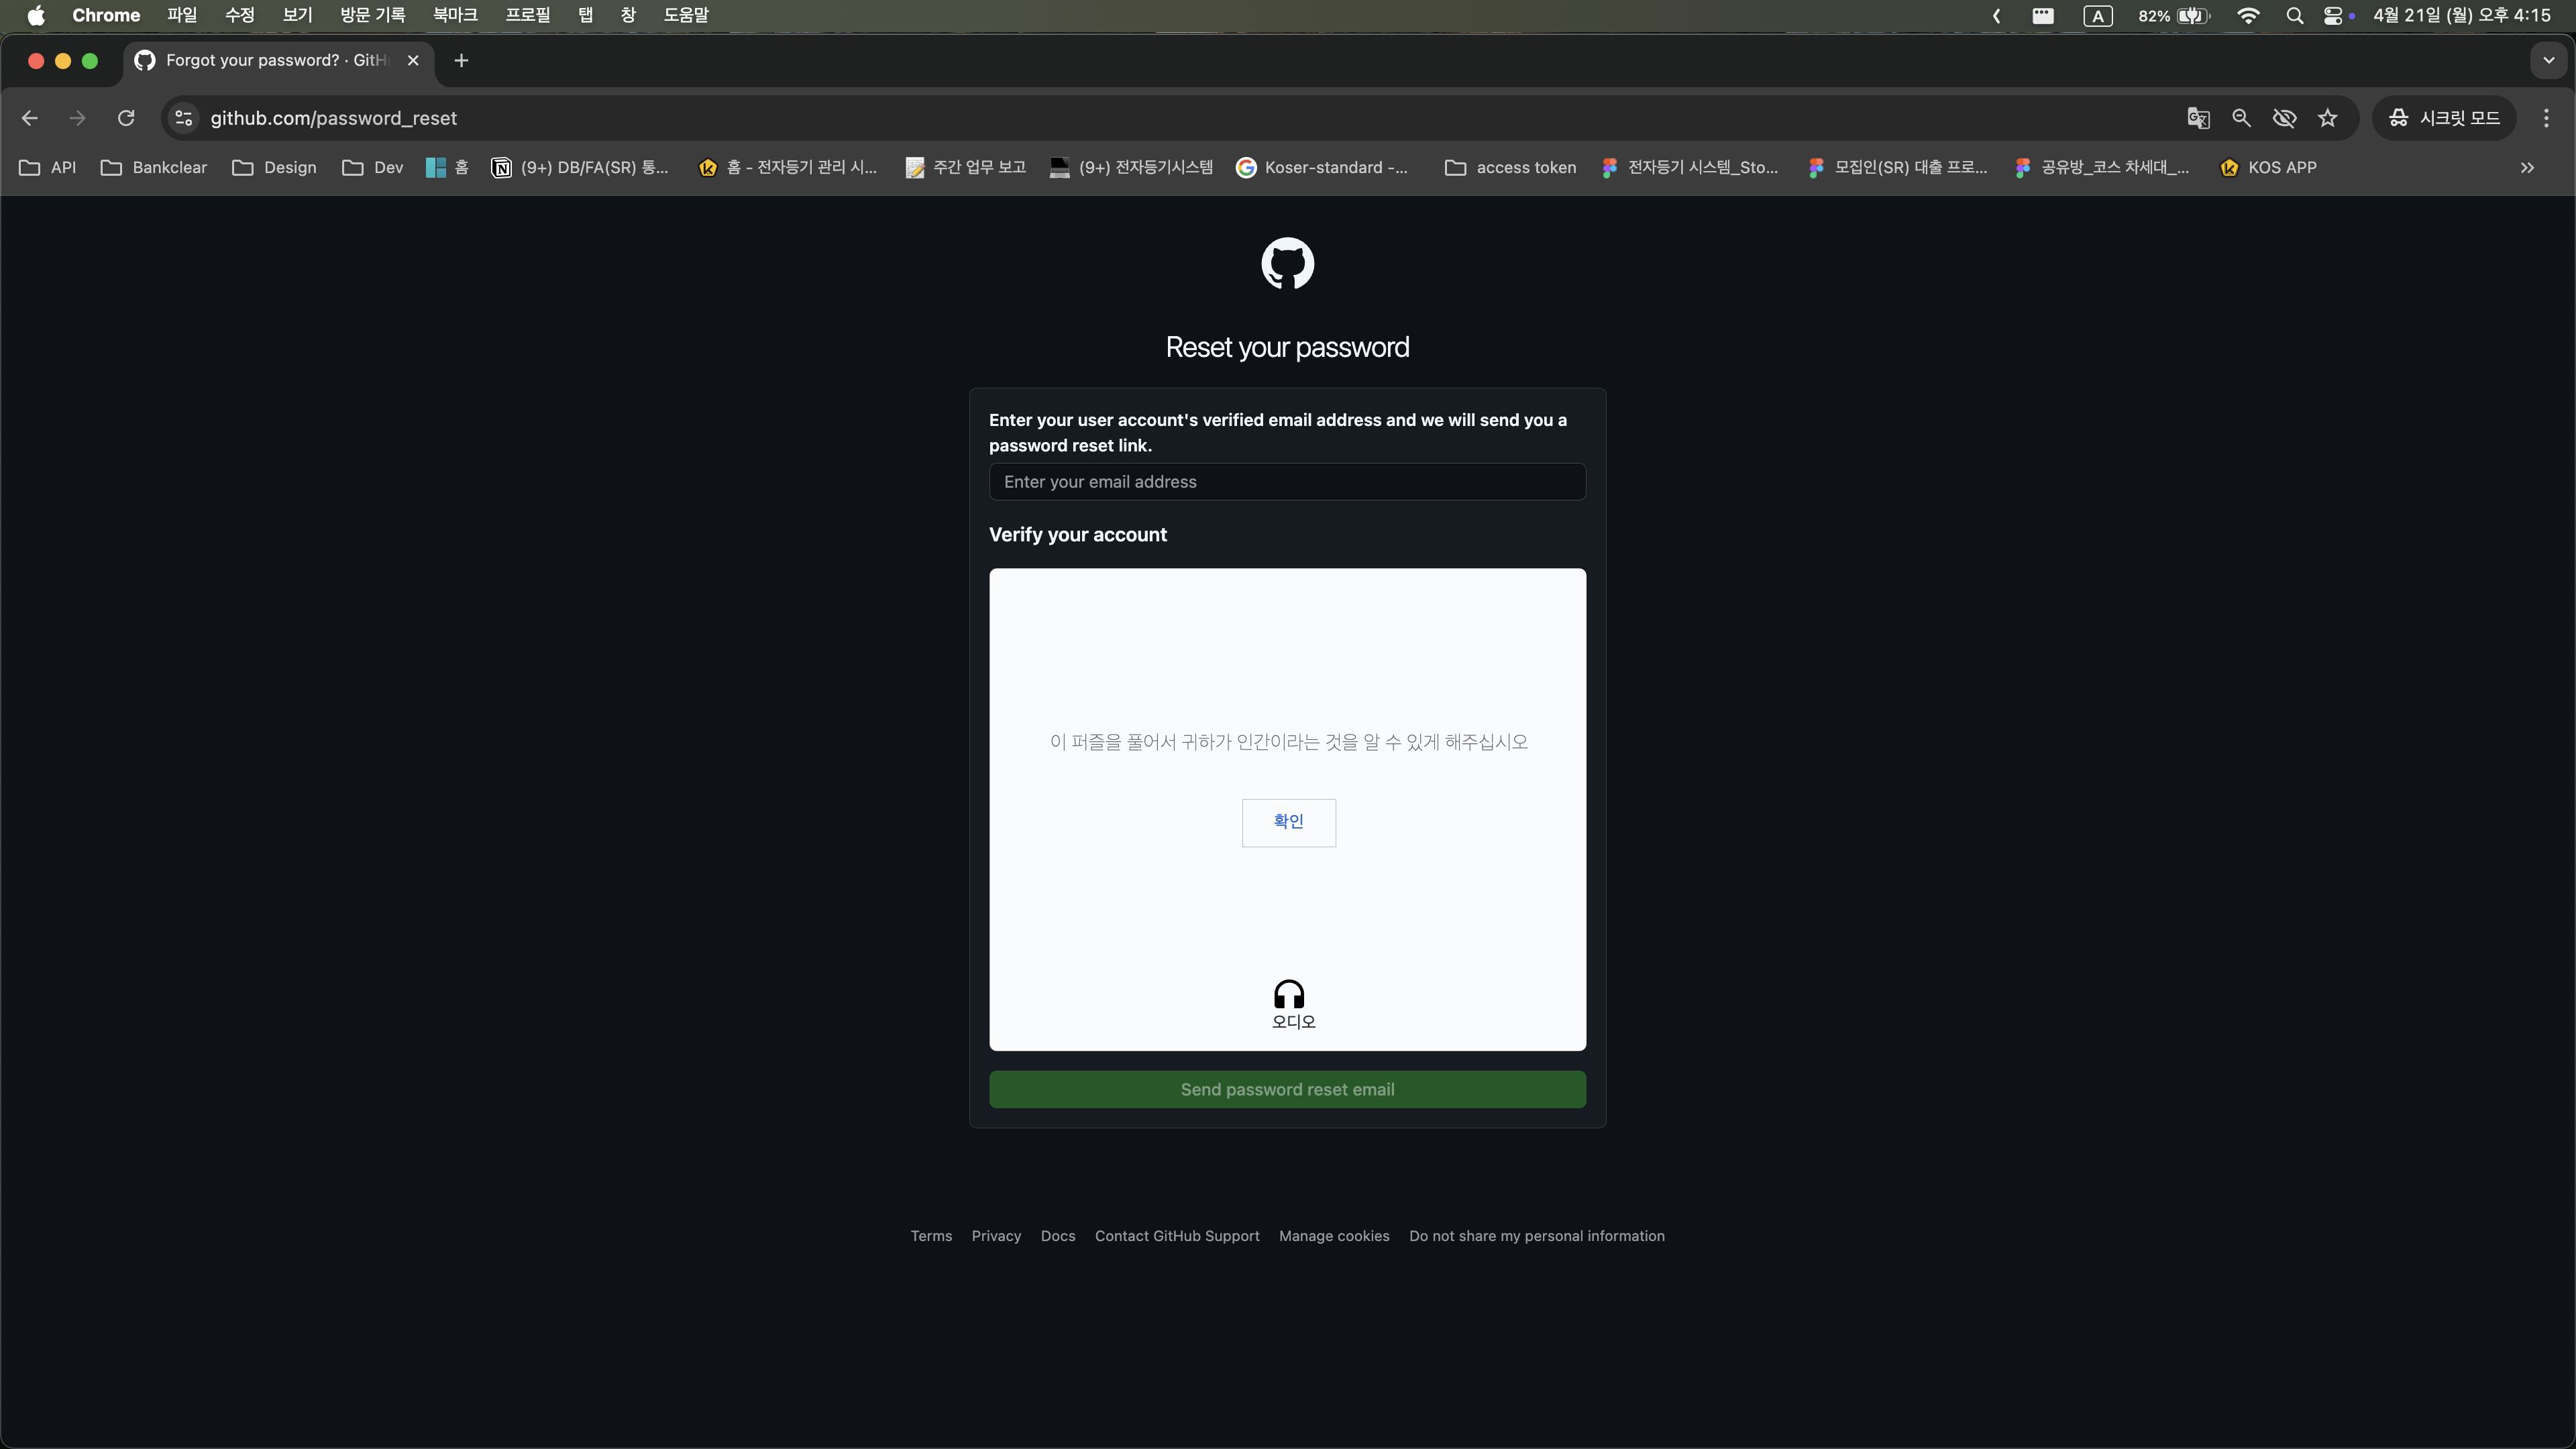 Chrome 파일 수정 보기 방문 기록 북마크 프로필 탭 창 도움말 A 82% 4월 21일 (월) 오후 4:15
Forgot your password? · GitH
github.com/password_reset 시크릿 모드
API Bankclear Design Dev 홈 (9+) DB/FA(SR) 통... 홈 - 전자등기 관리 시... 주간 업무 보고 (9+) 전자등기시스템 Koser-standard -... access token 전자등기 시스템_Sto... 모집인(SR) 대출 프로... 공유방_코스 차세대_... KOS APP
Reset your password
Enter your user account's verified email address and we will send you a
password reset link.
Enter your email address
Verify your account
이 퍼즐을 풀어서 귀하가 인간이라는 것을 알 수 있게 해주십시오
확인
오디오
Send password reset email
Terms Privacy Docs Contact GitHub Support Manage cookies Do not share my personal information